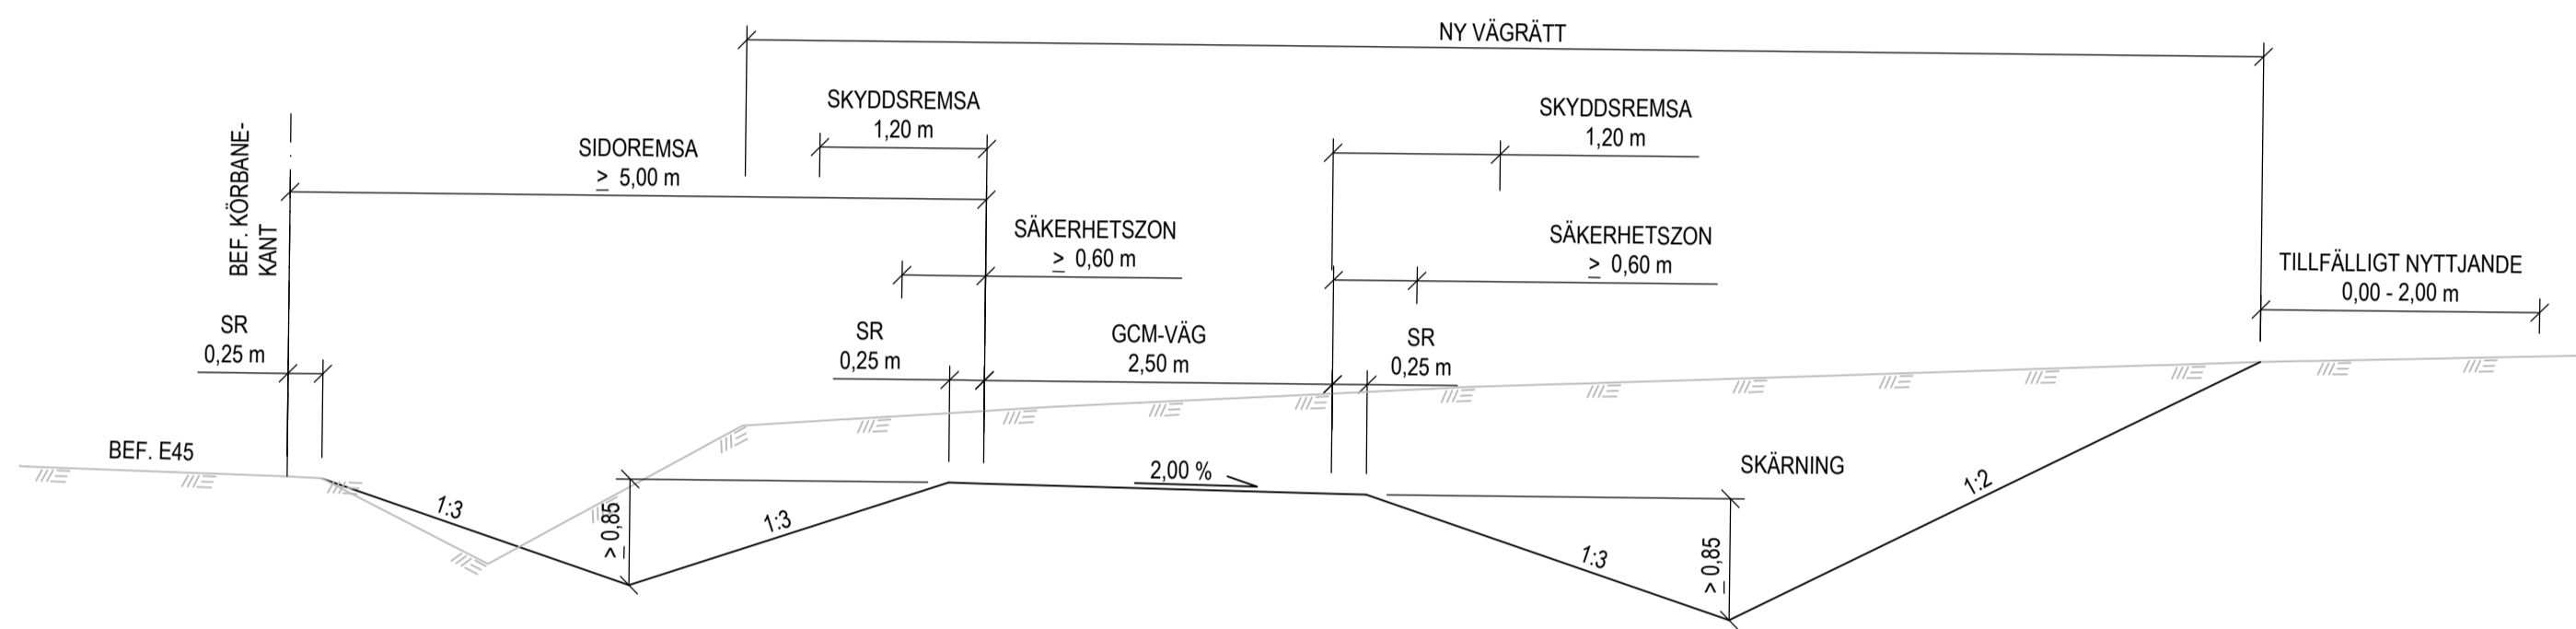 NY VÄGRÄTT
SKYDDSREMSA
1,20 m
SKYDDSREMSA
1,20 m
BEF. KÖRBANE-
KANT
SIDOREMSA
≥ 5,00 m
SÄKERHETSZON
≥ 0,60 m
SÄKERHETSZON
≥ 0,60 m
TILLFÄLLIGT NYTTJANDE
0,00 - 2,00 m
SR
0,25 m
SR
0,25 m
GCM-VÄG
2,50 m
SR
0,25 m
BEF. E45
2,00 %
SKÄRNING
1:3
≥ 0,85
1:3
1:3
≥ 0,85
1:2